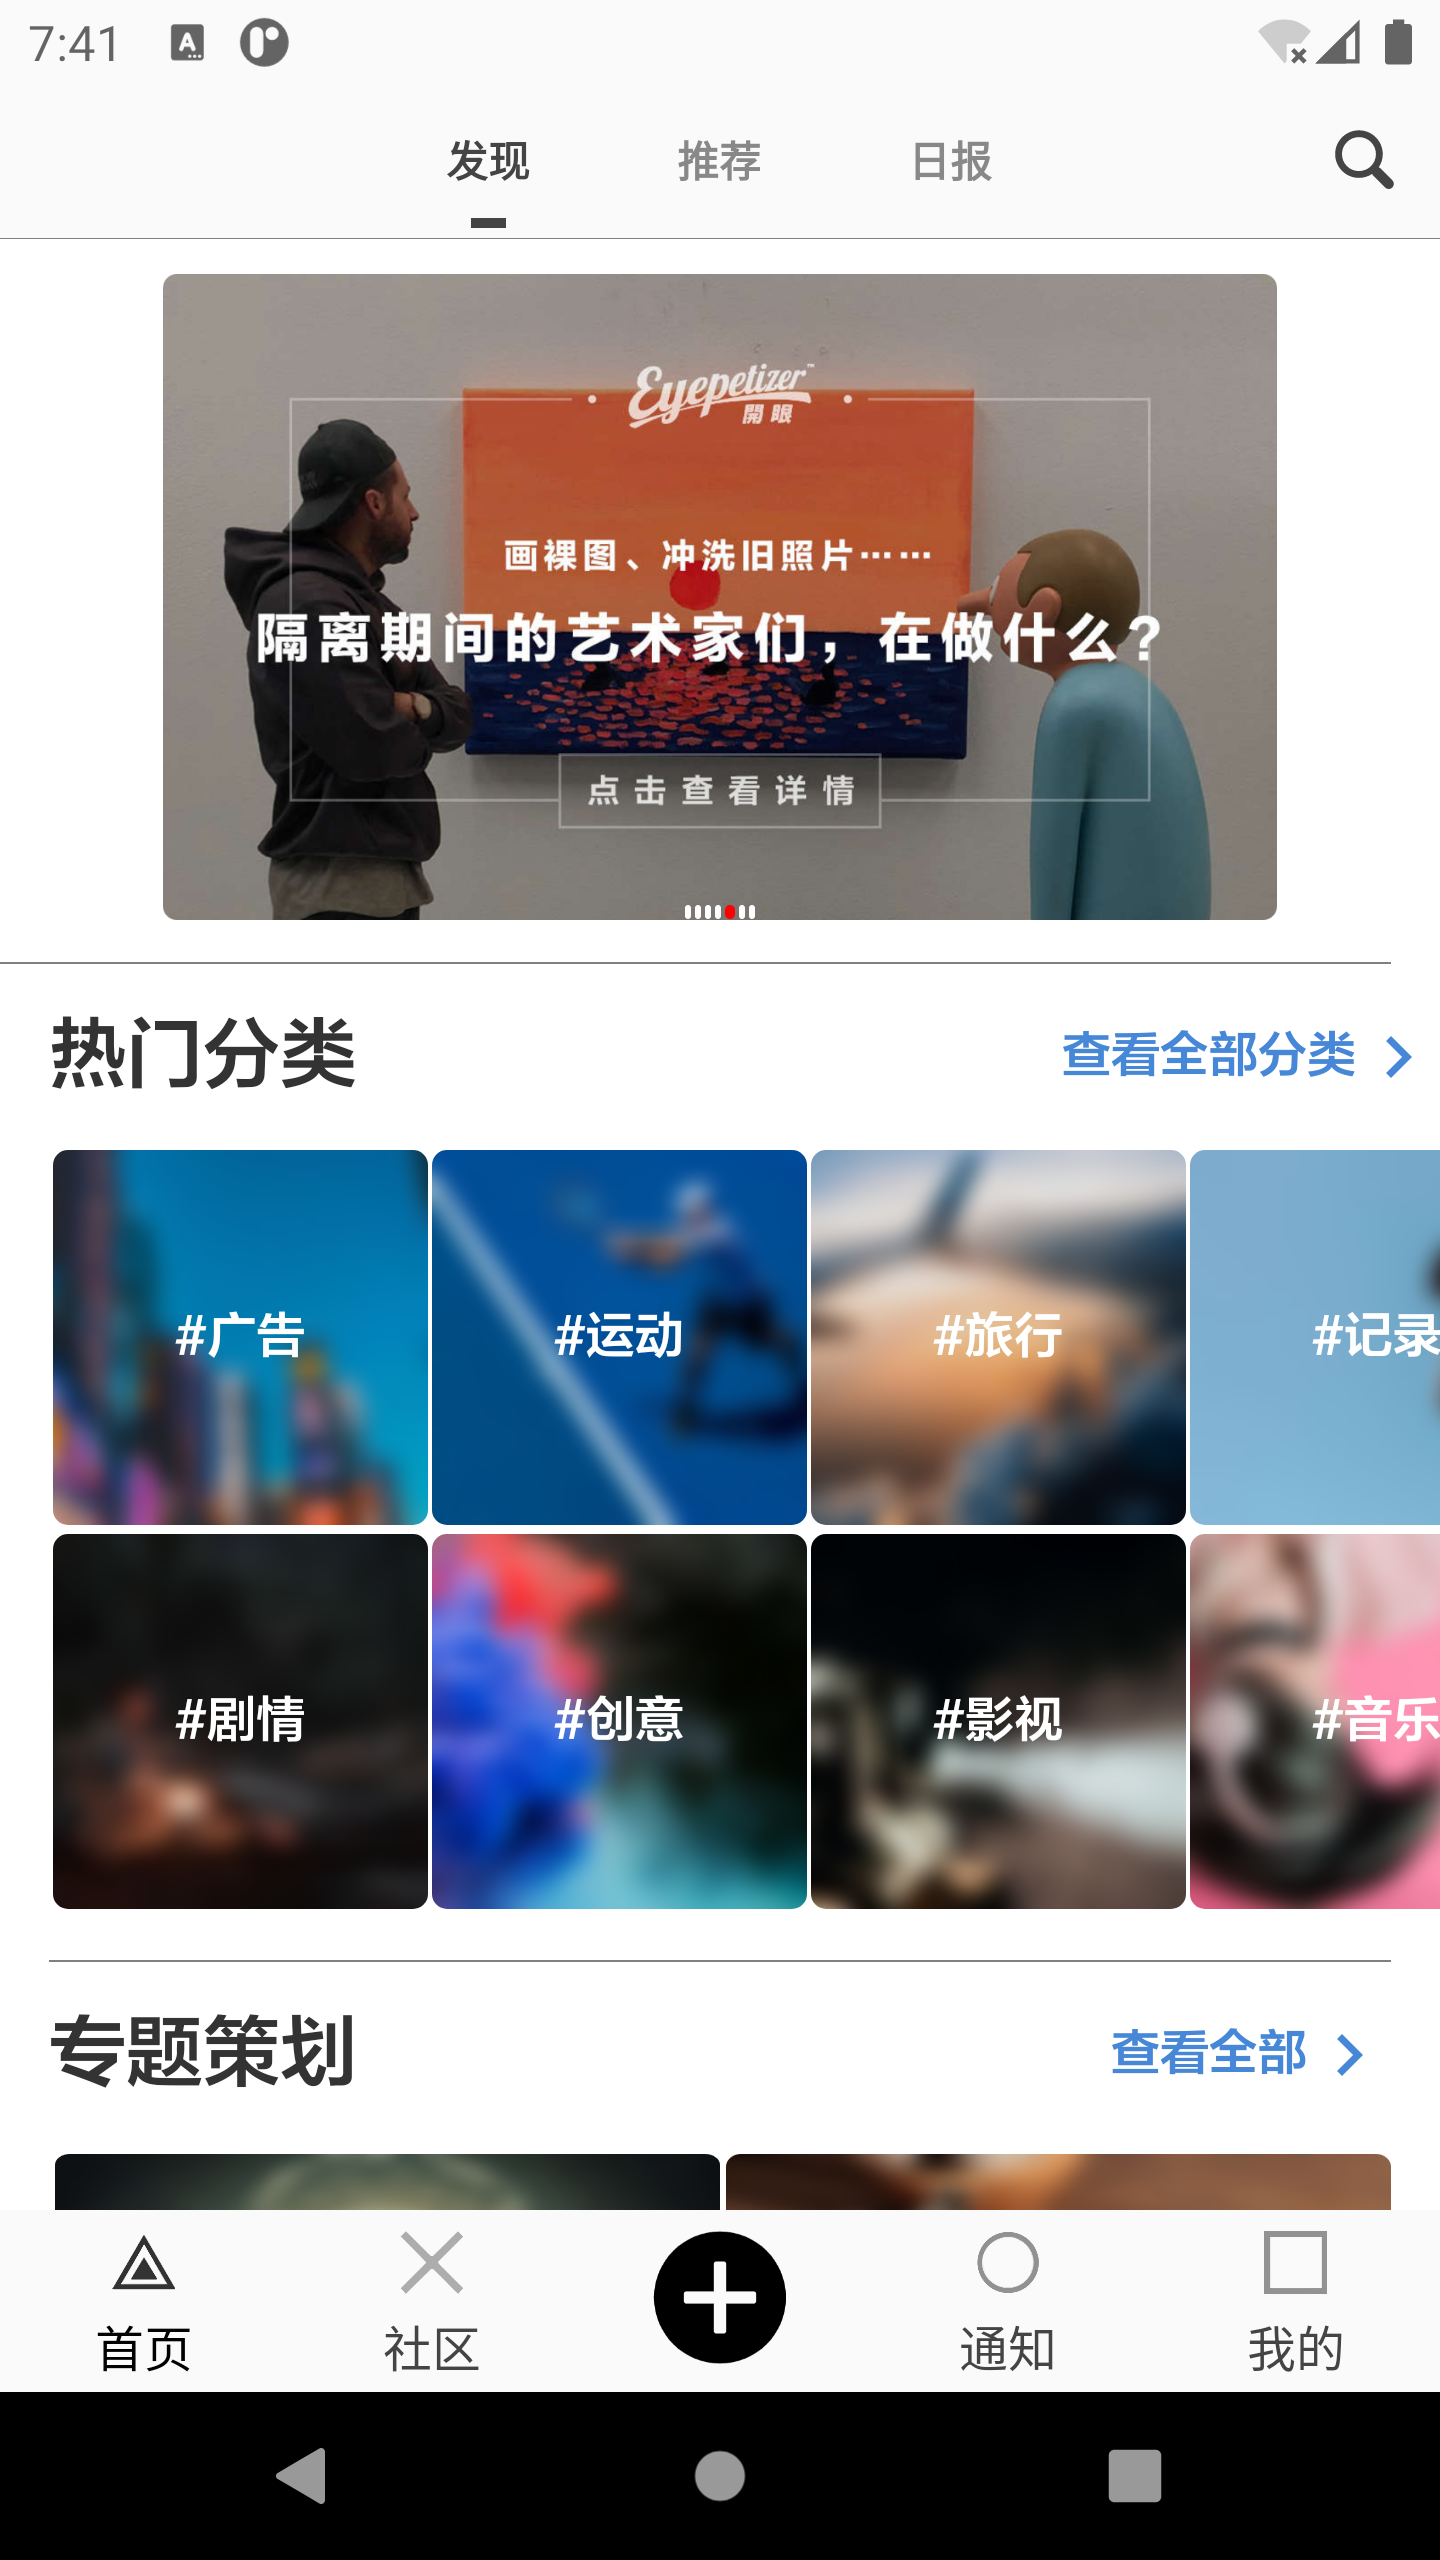 7:41
发现 推荐 日报
Eyepetizer™
開眼
画裸图、冲洗旧照片……
隔离期间的艺术家们，在做什么?
点击查看详情
热门分类 查看全部分类
#广告 #运动 #旅行 #记录
#剧情 #创意 #影视 #音乐
专题策划 查看全部
首页 社区 通知 我的